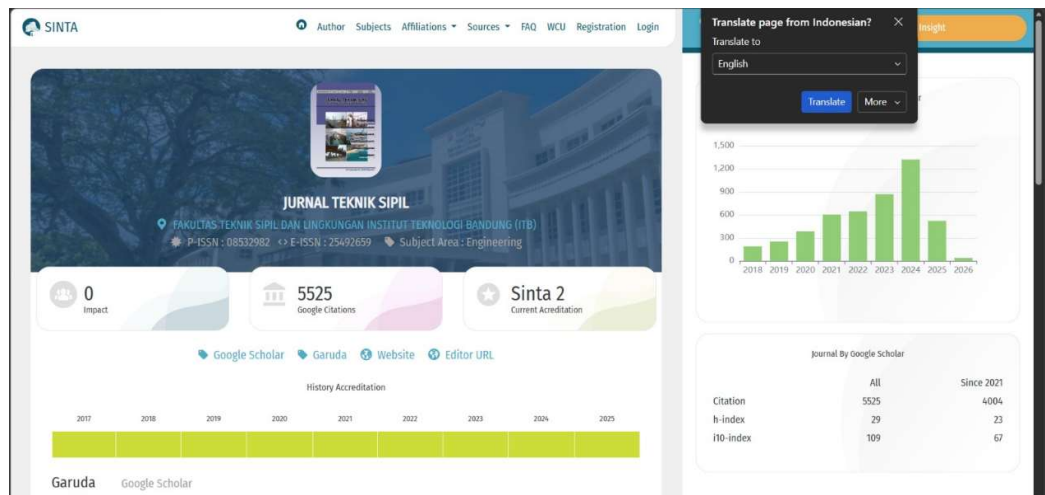 SINTA
Author Subjects Affiliations Sources FAQ WCU Registration Login
JURNAL TEKNIK SIPIL
FAKULTAS TEKNIK SIPIL DAN LINGKUNGAN INSTITUT TEKNOLOGI BANDUNG (ITB)
P-ISSN : 08532982 <> E-ISSN : 25492659 Subject Area : Engineering
0
Impact
5525
Google Citations
Sinta 2
Current Acreditation
Google Scholar Garuda Website Editor URL
History Accreditation
2017 2018 2019 2020 2021 2022 2023 2024 2025
Garuda Google Scholar
Translate page from Indonesian?
Translate to
English
Translate More
Insight
1,500
1,200
900
600
300
0
2018 2019 2020 2021 2022 2023 2024 2025 2026
Journal By Google Scholar
All Since 2021
Citation 5525 4004
h-index 29 23
i10-index 109 67